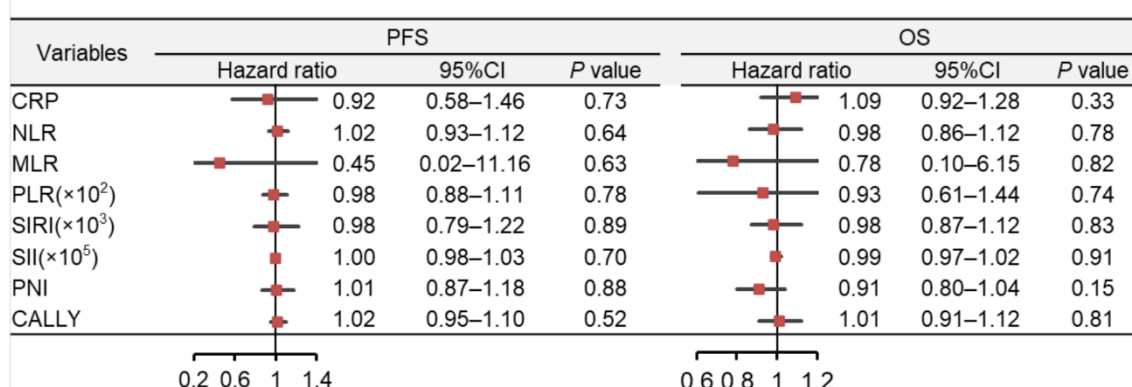 Variables PFS OS
Hazard ratio 95%CI P value Hazard ratio 95%CI P value
CRP 0.92 0.58–1.46 0.73 1.09 0.92–1.28 0.33
NLR 1.02 0.93–1.12 0.64 0.98 0.86–1.12 0.78
MLR 0.45 0.02–11.16 0.63 0.78 0.10–6.15 0.82
PLR(×10²) 0.98 0.88–1.11 0.78 0.93 0.61–1.44 0.74
SIRI(×10³) 0.98 0.79–1.22 0.89 0.98 0.87–1.12 0.83
SII(×10⁵) 1.00 0.98–1.03 0.70 0.99 0.97–1.02 0.91
PNI 1.01 0.87–1.18 0.88 0.91 0.80–1.04 0.15
CALLY 1.02 0.95–1.10 0.52 1.01 0.91–1.12 0.81
0.2 0.6 1 1.4 0.6 0.8 1 1.2